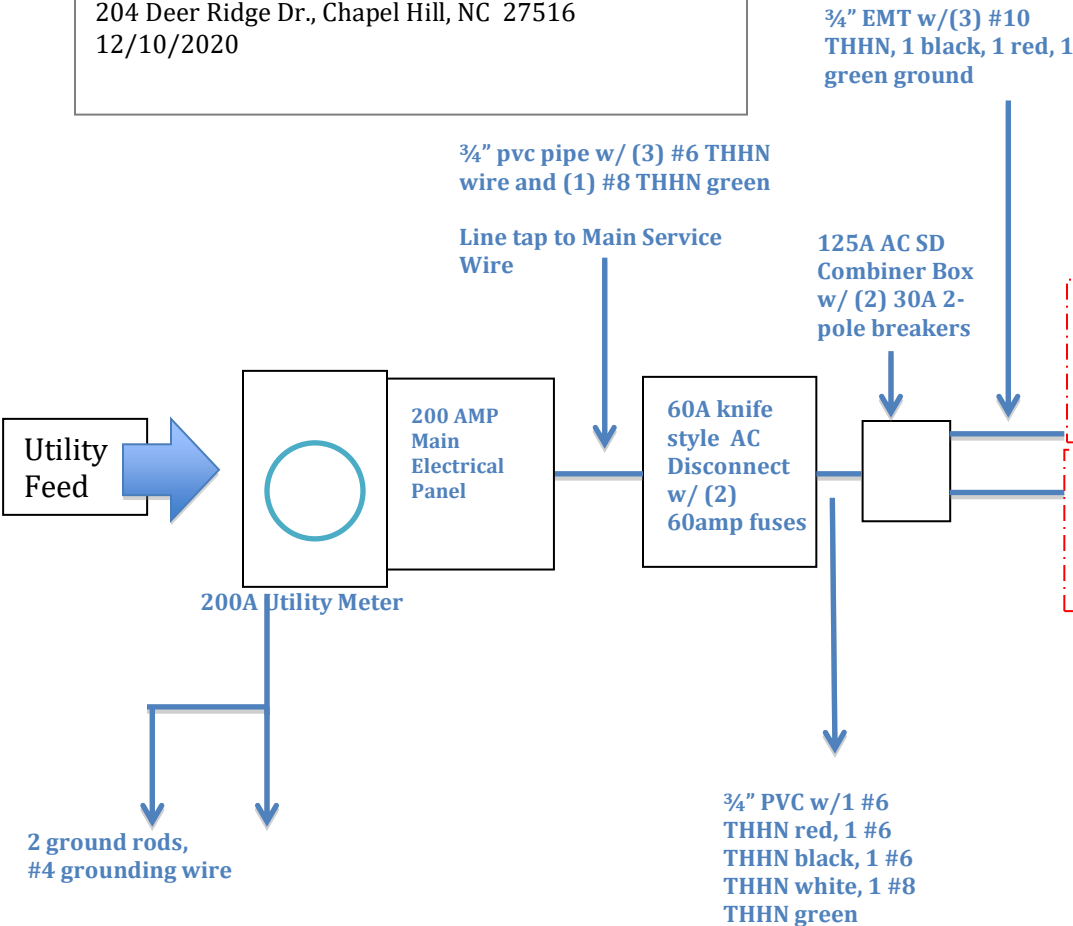 204 Deer Ridge Dr., Chapel Hill, NC  27516
12/10/2020
¾” EMT w/(3) #10
THHN, 1 black, 1 red, 1
green ground
¾” pvc pipe w/ (3) #6 THHN
wire and (1) #8 THHN green
Line tap to Main Service
Wire
125A AC SD
Combiner Box
w/ (2) 30A 2-
pole breakers
Utility
Feed
200 AMP
Main
Electrical
Panel
60A knife
style AC
Disconnect
w/ (2)
60amp fuses
200A Utility Meter
2 ground rods,
#4 grounding wire
¾” PVC w/1 #6
THHN red, 1 #6
THHN black, 1 #6
THHN white, 1 #8
THHN green